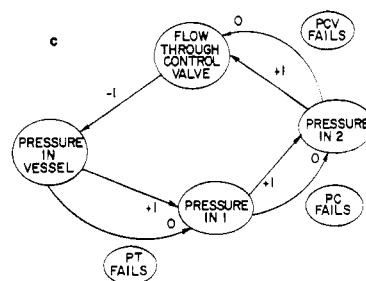 c
FLOW
THROUGH
CONTROL
VALVE
0
PCV
FAILS
-1
+1
PRESSURE
IN
VESSEL
PRESSURE
IN 2
+1
0
PRESSURE
IN 1
+1
0
PC
FAILS
PT
FAILS